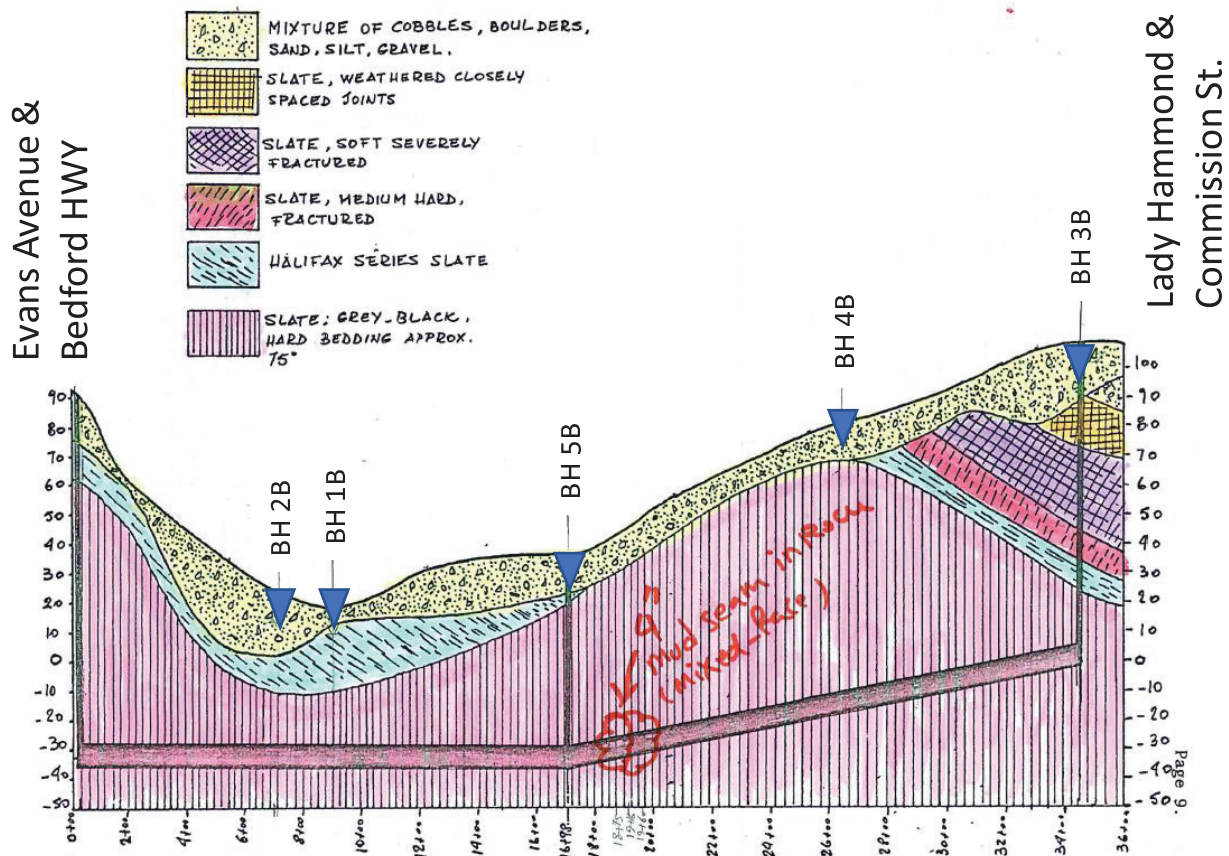 MIXTURE OF COBBLES, BOULDERS,
SAND, SILT, GRAVEL.
SLATE, WEATHERED CLOSELY
SPACED JOINTS
SLATE, SOFT SEVERELY
FRACTURED
SLATE, MEDIUM HARD,
FRACTURED
HALIFAX SERIES SLATE
SLATE; GREY-BLACK,
HARD BEDDING APPROX.
75°
Evans Avenue &
Bedford HWY
Lady Hammond &
Commission St.
BH 2B
BH 1B
BH 5B
BH 4B
BH 3B
4"
Mud seam in Rock
(mixed-face)
90
80
70
60
50
40
30
20
10
0
-10
-20
-30
-40
-50
100
90
80
70
60
50
40
30
20
10
0
-10
-20
-30
-40
-50
Page 9.
0+00
2+00
4+00
6+00
8+00
10+00
12+00
14+00
16+00
18+00
20+00
22+00
24+00
26+00
28+00
30+00
32+00
34+00
36+00